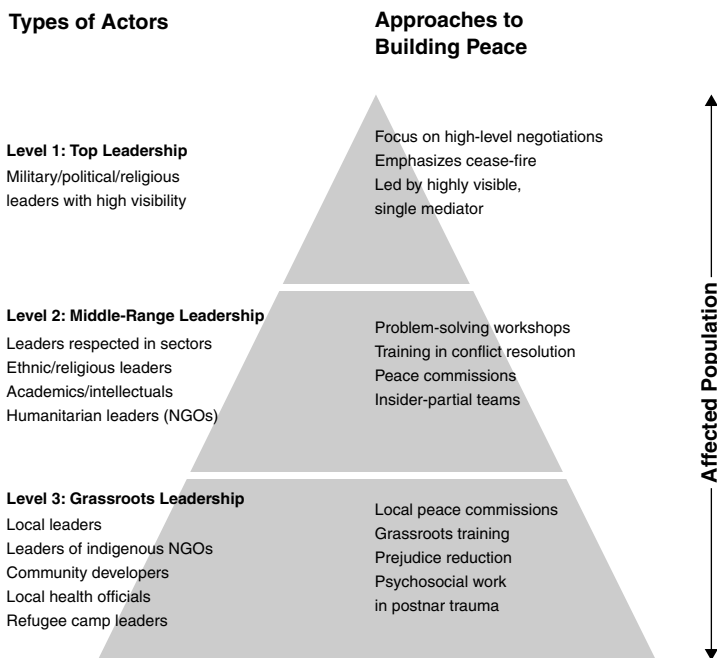 Types of Actors
Approaches to
Building Peace
Level 1: Top Leadership
Military/political/religious
leaders with high visibility
Focus on high-level negotiations
Emphasizes cease-fire
Led by highly visible,
single mediator
Level 2: Middle-Range Leadership
Leaders respected in sectors
Ethnic/religious leaders
Academics/intellectuals
Humanitarian leaders (NGOs)
Problem-solving workshops
Training in conflict resolution
Peace commissions
Insider-partial teams
Level 3: Grassroots Leadership
Local leaders
Leaders of indigenous NGOs
Community developers
Local health officials
Refugee camp leaders
Local peace commissions
Grassroots training
Prejudice reduction
Psychosocial work
in postnar trauma
Affected Population